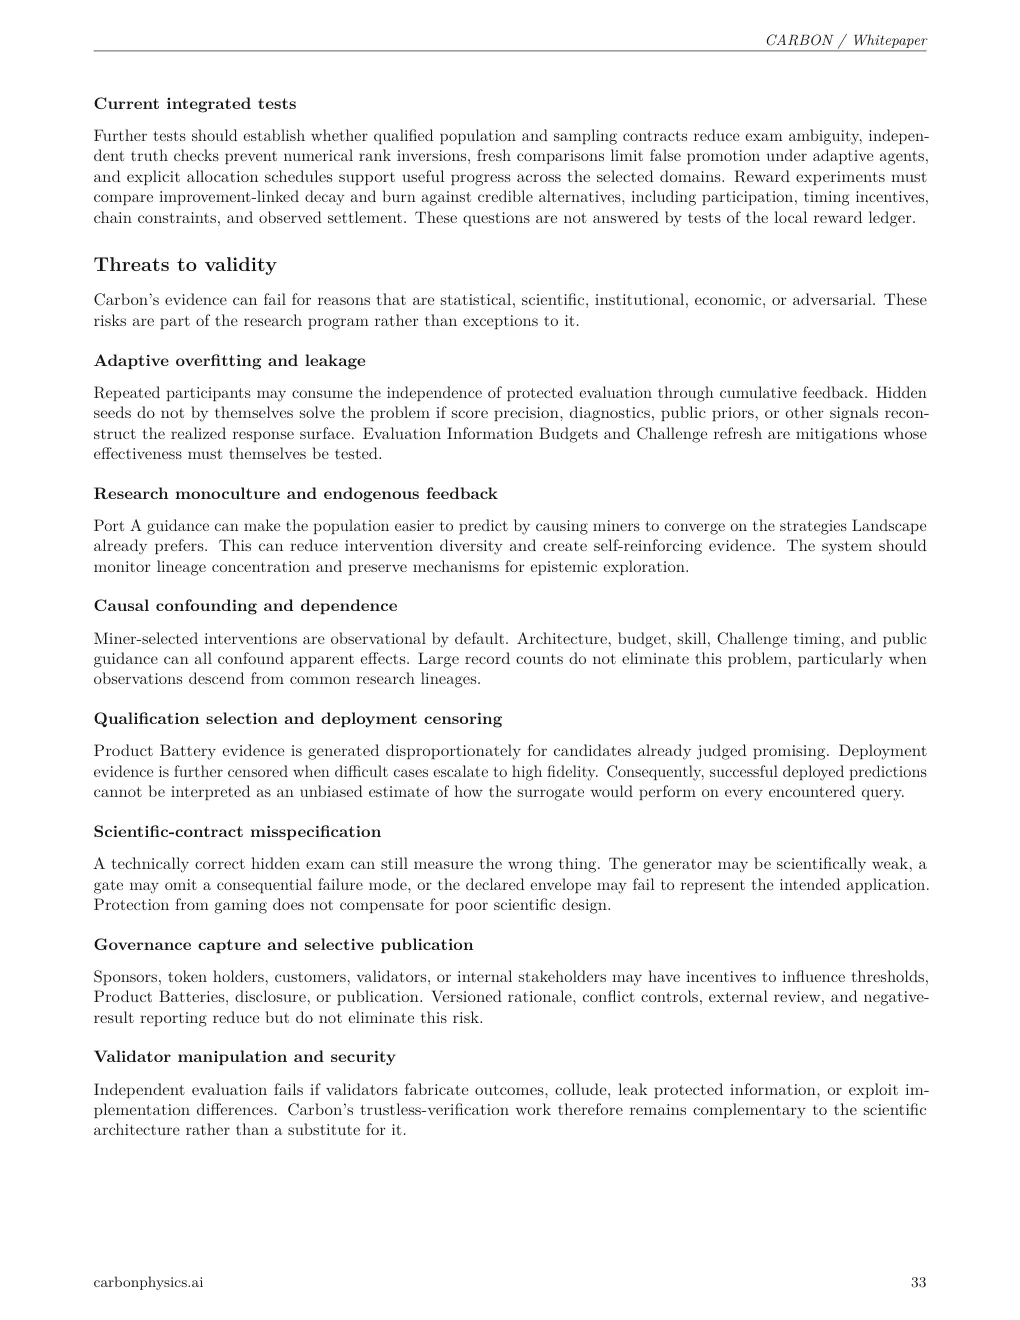 CARBON / Whitepaper
Current integrated tests
Further tests should establish whether qualified population and sampling contracts reduce exam ambiguity, indepen-
dent truth checks prevent numerical rank inversions, fresh comparisons limit false promotion under adaptive agents,
and explicit allocation schedules support useful progress across the selected domains. Reward experiments must
compare improvement-linked decay and burn against credible alternatives, including participation, timing incentives,
chain constraints, and observed settlement. These questions are not answered by tests of the local reward ledger.
Threats to validity
Carbon's evidence can fail for reasons that are statistical, scientific, institutional, economic, or adversarial. These
risks are part of the research program rather than exceptions to it.
Adaptive overfitting and leakage
Repeated participants may consume the independence of protected evaluation through cumulative feedback. Hidden
seeds do not by themselves solve the problem if score precision, diagnostics, public priors, or other signals recon-
struct the realized response surface. Evaluation Information Budgets and Challenge refresh are mitigations whose
effectiveness must themselves be tested.
Research monoculture and endogenous feedback
Port A guidance can make the population easier to predict by causing miners to converge on the strategies Landscape
already prefers. This can reduce intervention diversity and create self-reinforcing evidence. The system should
monitor lineage concentration and preserve mechanisms for epistemic exploration.
Causal confounding and dependence
Miner-selected interventions are observational by default. Architecture, budget, skill, Challenge timing, and public
guidance can all confound apparent effects. Large record counts do not eliminate this problem, particularly when
observations descend from common research lineages.
Qualification selection and deployment censoring
Product Battery evidence is generated disproportionately for candidates already judged promising. Deployment
evidence is further censored when difficult cases escalate to high fidelity. Consequently, successful deployed predictions
cannot be interpreted as an unbiased estimate of how the surrogate would perform on every encountered query.
Scientific-contract misspecification
A technically correct hidden exam can still measure the wrong thing. The generator may be scientifically weak, a
gate may omit a consequential failure mode, or the declared envelope may fail to represent the intended application.
Protection from gaming does not compensate for poor scientific design.
Governance capture and selective publication
Sponsors, token holders, customers, validators, or internal stakeholders may have incentives to influence thresholds,
Product Batteries, disclosure, or publication. Versioned rationale, conflict controls, external review, and negative-
result reporting reduce but do not eliminate this risk.
Validator manipulation and security
Independent evaluation fails if validators fabricate outcomes, collude, leak protected information, or exploit im-
plementation differences. Carbon's trustless-verification work therefore remains complementary to the scientific
architecture rather than a substitute for it.
carbonphysics.ai
33